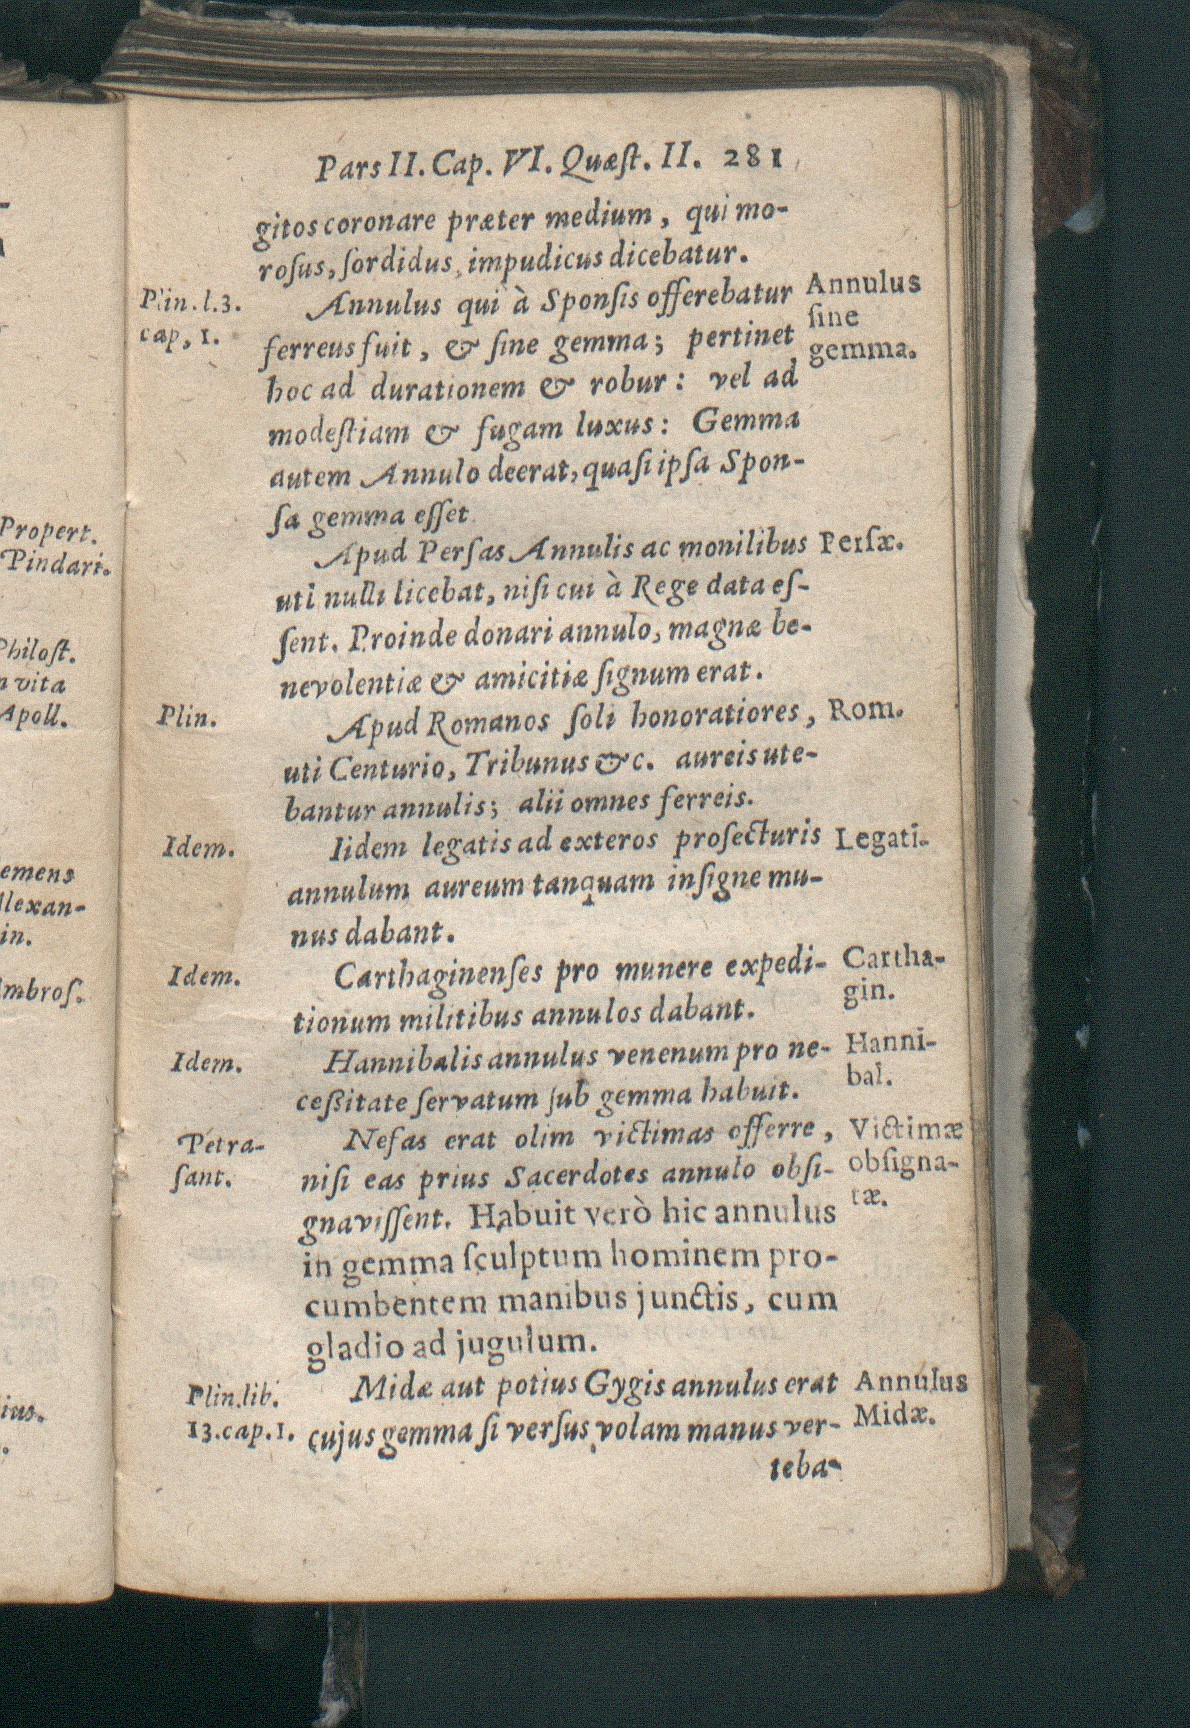 Pars II. Cap. VI. Quæſt. II. 281
gitos coronare præter medium, qui mo-
roſus, ſordidus, impudicus dicebatur.
Plin. l. 3.
cap, 1.
Annulus qui à Sponſis offerebatur
ferreus fuit, & ſine gemma; pertinet
hoc ad durationem & robur: vel ad
modeſtiam & fugam luxus: Gemma
autem Annulo deerat, quaſi ipſa Spon-
ſa gemma eſſet
Annulus
ſine
gemma.
Apud Perſas Annulis ac monilibus
uti nulli licebat, niſi cui à Rege data eſ-
ſent. Proinde donari annulo, magnæ be-
nevolentiæ & amicitiæ ſignum erat.
Perſæ.
Plin.
Apud Romanos ſoli honoratiores,
uti Centurio, Tribunus &c. aureis ute-
bantur annulis; alii omnes ferreis.
Rom.
Idem.
Iidem legatis ad exteros profecturis
annulum aureum tanquam inſigne mu-
nus dabant.
Legati.
Idem.
Carthaginenſes pro munere expedi-
tionum militibus annulos dabant.
Cartha-
gin.
Idem.
Hannibalis annulus venenum pro ne-
ceßitate ſervatum ſub gemma habuit.
Hanni-
bal.
Petra-
ſant.
Nefas erat olim victimas offerre,
niſi eas prius Sacerdotes annulo obſi-
gnaviſſent. Habuit verò hic annulus
in gemma ſculptum hominem pro-
cumbentem manibus junctis, cum
gladio ad jugulum.
Victimæ
obſigna-
tæ.
Plin. lib.
13. cap. 1.
Midæ aut potius Gygis annulus erat
cujus gemma ſi verſus volam manus ver-
teba-
Annulus
Midæ.
Propert.
Pindari.
Philoſt.
vita
Apoll.
emens
llexan-
in.
mbroſ.
ius.